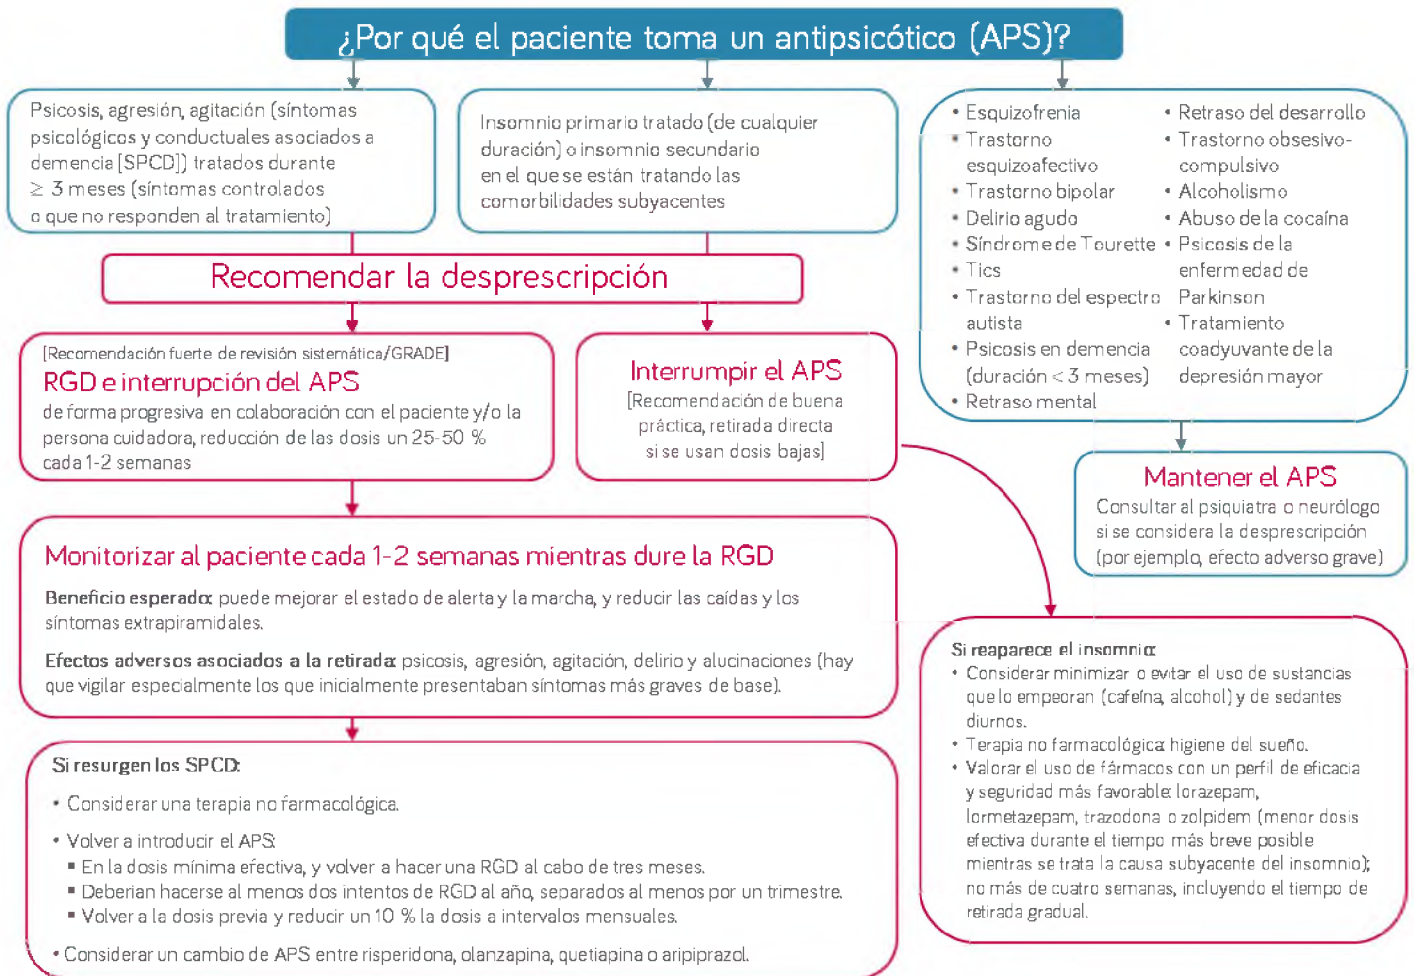 ¿Por qué el paciente toma un antipsicótico (APS)?
Psicosis, agresión, agitación (síntomas
psicológicos y conductuales asociados a
demencia [SPCD]) tratados durante
≥ 3 meses (síntomas controlados
o que no responden al tratamiento)
Insomnio primario tratado (de cualquier
duración) o insomnio secundario
en el que se están tratando las
comorbilidades subyacentes
• Esquizofrenia
• Trastorno
esquizoafectivo
• Trastorno bipolar
• Delirio agudo
• Síndrome de Tourette
• Tics
• Trastorno del espectro
autista
• Psicosis en demencia
(duración < 3 meses)
• Retraso mental
• Retraso del desarrollo
• Trastorno obsesivo-
compulsivo
• Alcoholismo
• Abuso de la cocaína
• Psicosis de la
enfermedad de
Parkinson
• Tratamiento
coadyuvante de la
depresión mayor
Recomendar la desprescripción
[Recomendación fuerte de revisión sistemática/GRADE]
RGD e interrupción del APS
de forma progresiva en colaboración con el paciente y/o la
persona cuidadora, reducción de las dosis un 25-50 %
cada 1-2 semanas
Interrumpir el APS
[Recomendación de buena
práctica, retirada directa
si se usan dosis bajas]
Mantener el APS
Consultar al psiquiatra o neurólogo
si se considera la desprescripción
(por ejemplo, efecto adverso grave)
Monitorizar al paciente cada 1-2 semanas mientras dure la RGD
Beneficio esperado: puede mejorar el estado de alerta y la marcha, y reducir las caídas y los
síntomas extrapiramidales.
Efectos adversos asociados a la retirada: psicosis, agresión, agitación, delirio y alucinaciones (hay
que vigilar especialmente los que inicialmente presentaban síntomas más graves de base).
Si resurgen los SPCD:
• Considerar una terapia no farmacológica.
• Volver a introducir el APS:
▪ En la dosis mínima efectiva, y volver a hacer una RGD al cabo de tres meses.
▪ Deberian hacerse al menos dos intentos de RGD al año, separados al menos por un trimestre.
▪ Volver a la dosis previa y reducir un 10 % la dosis a intervalos mensuales.
• Considerar un cambio de APS entre risperidona, olanzapina, quetiapina o aripiprazol.
Si reaparece el insomnio:
• Considerar minimizar o evitar el uso de sustancias
que lo empeoran (cafeína, alcohol) y de sedantes
diurnos.
• Terapia no farmacológica: higiene del sueño.
• Valorar el uso de fármacos con un perfil de eficacia
y seguridad más favorable: lorazepam,
lormetazepam, trazodona o zolpidem (menor dosis
efectiva durante el tiempo más breve posible
mientras se trata la causa subyacente del insomnio);
no más de cuatro semanas, incluyendo el tiempo de
retirada gradual.